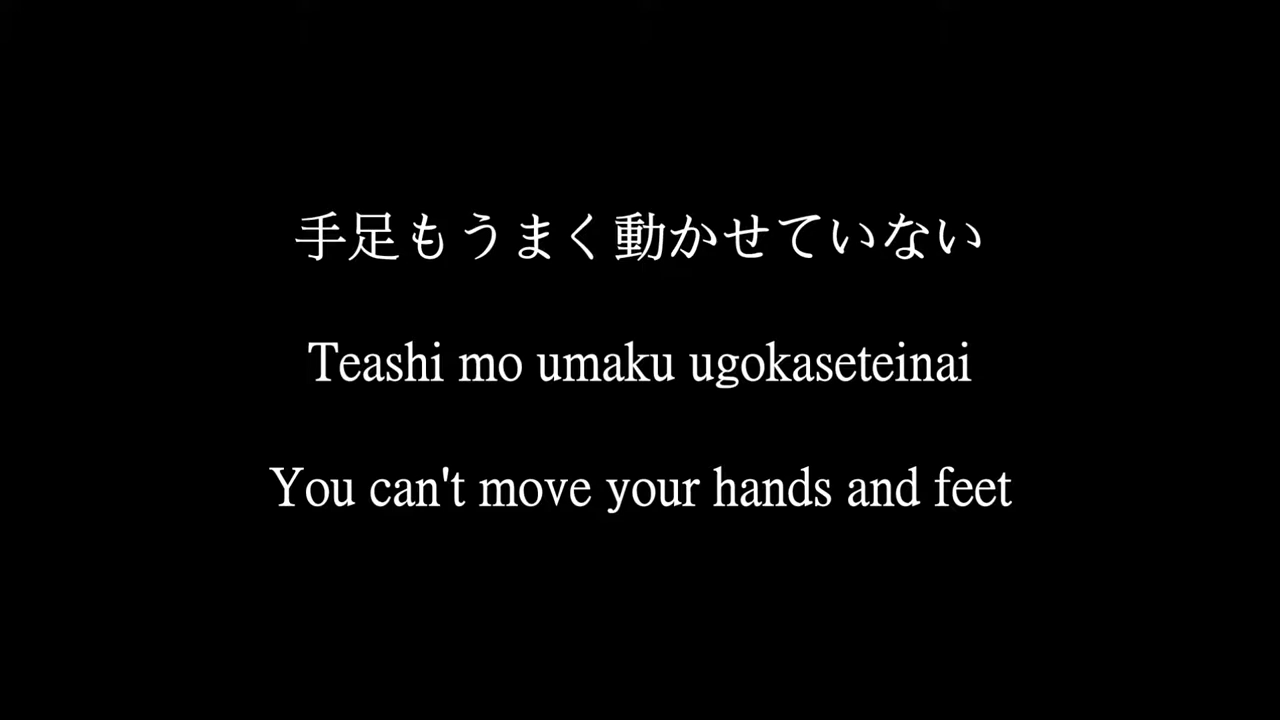 手足もうまく動かせていない
Teashi mo umaku ugokaseteinai
You can't move your hands and feet